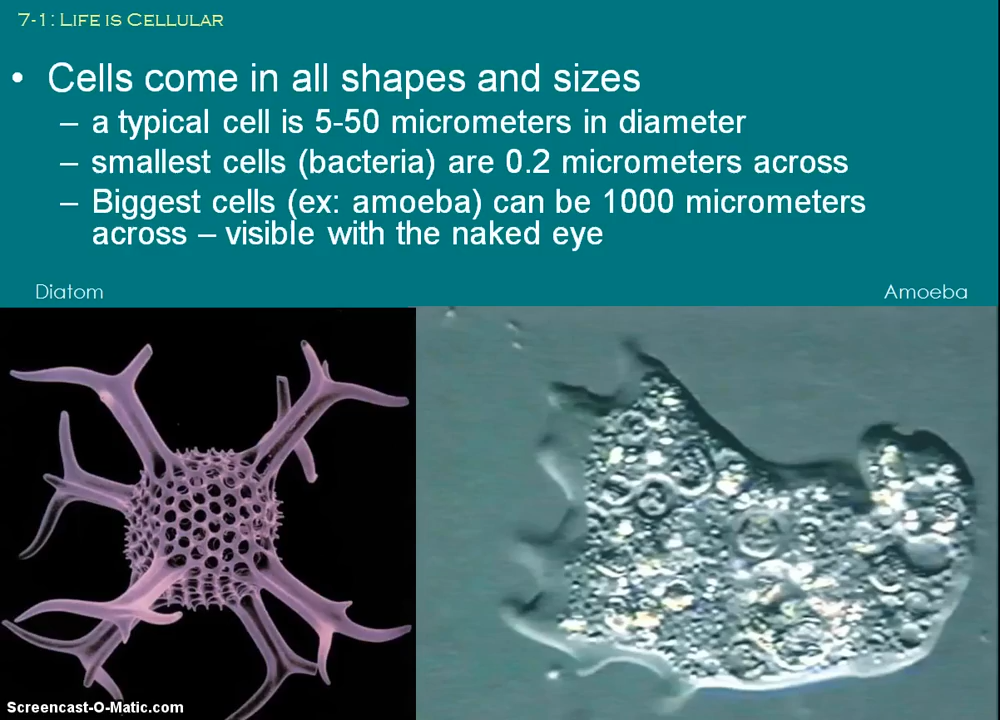 7-1: Life is Cellular
• Cells come in all shapes and sizes
– a typical cell is 5-50 micrometers in diameter
– smallest cells (bacteria) are 0.2 micrometers across
– Biggest cells (ex: amoeba) can be 1000 micrometers
across – visible with the naked eye
Diatom
Amoeba
Screencast-O-Matic.com